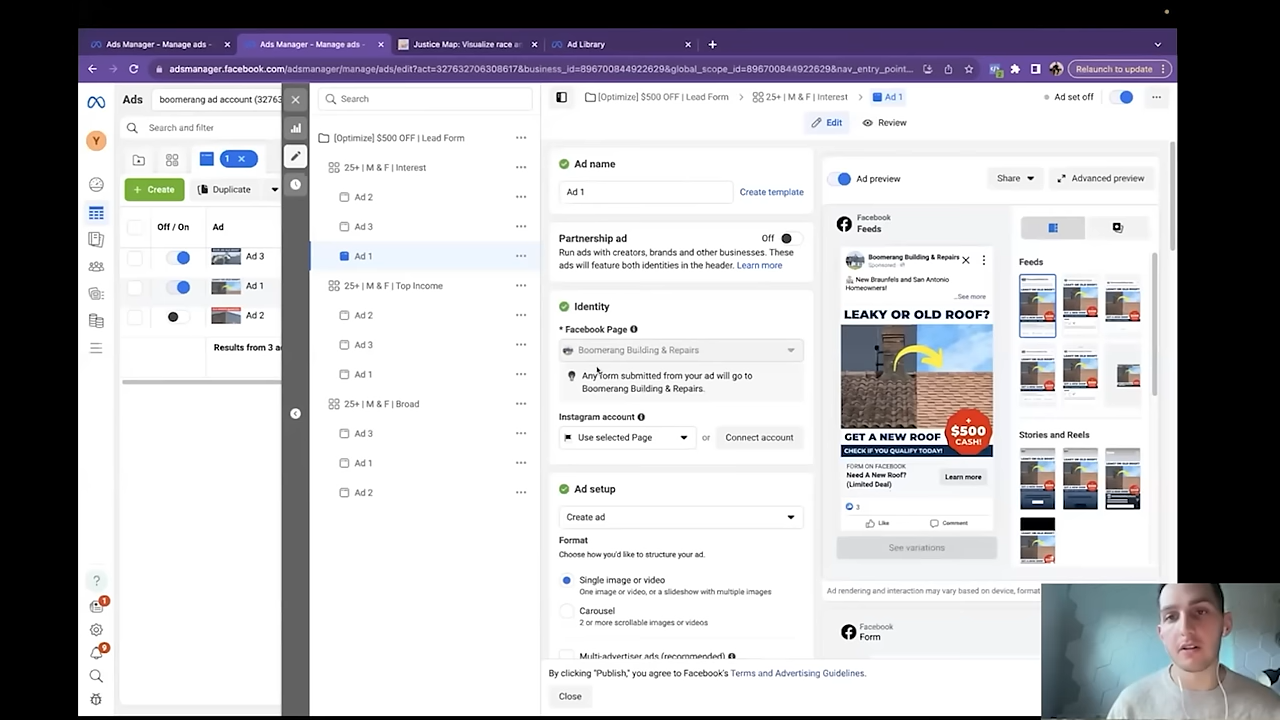 Ads Manager - Manage ads -
Ads Manager - Manage ads -
Justice Map: Visualize race a
Ad Library
adsmanager.facebook.com/adsmanager/manage/ads/edit?act=327632706308617&business_id=896700844922629&global_scope_id=896700844922629&nav_entry_point...
Relaunch to update
Ads
boomerang ad account (32763
Search and filter
1
Create
Duplicate
Off / On
Ad
Ad 3
Ad 1
Ad 2
Results from 3 a
?
1
9
Search
[Optimize] $500 OFF | Lead Form
25+ | M & F | Interest
Ad 2
Ad 3
Ad 1
25+ | M & F | Top Income
Ad 2
Ad 3
Ad 1
25+ | M & F | Broad
Ad 3
Ad 1
Ad 2
[Optimize] $500 OFF | Lead Form
25+ | M & F | Interest
Ad 1
Ad set off
Edit
Review
Ad name
Ad 1
Create template
Partnership ad
Off
Run ads with creators, brands and other businesses. These
ads will feature both identities in the header. Learn more
Identity
* Facebook Page
Boomerang Building & Repairs
Any form submitted from your ad will go to
Boomerang Building & Repairs.
Instagram account
Use selected Page
or
Connect account
Ad setup
Create ad
Format
Choose how you'd like to structure your ad.
Single image or video
One image or video, or a slideshow with multiple images
Carousel
2 or more scrollable images or videos
Multi-advertiser ads (recommended)
By clicking "Publish," you agree to Facebook's Terms and Advertising Guidelines.
Close
Ad preview
Share
Advanced preview
Facebook
Feeds
Boomerang Building & Repairs
Sponsored
New Braunfels and San Antonio
Homeowners!
...See more
LEAKY OR OLD ROOF?
+
$500
CASH!
GET A NEW ROOF
CHECK IF YOU QUALIFY TODAY!
FORM ON FACEBOOK
Need A New Roof?
(Limited Deal)
Learn more
3
Like
Comment
See variations
Feeds
Stories and Reels
Ad rendering and interaction may vary based on device, format
Facebook
Form